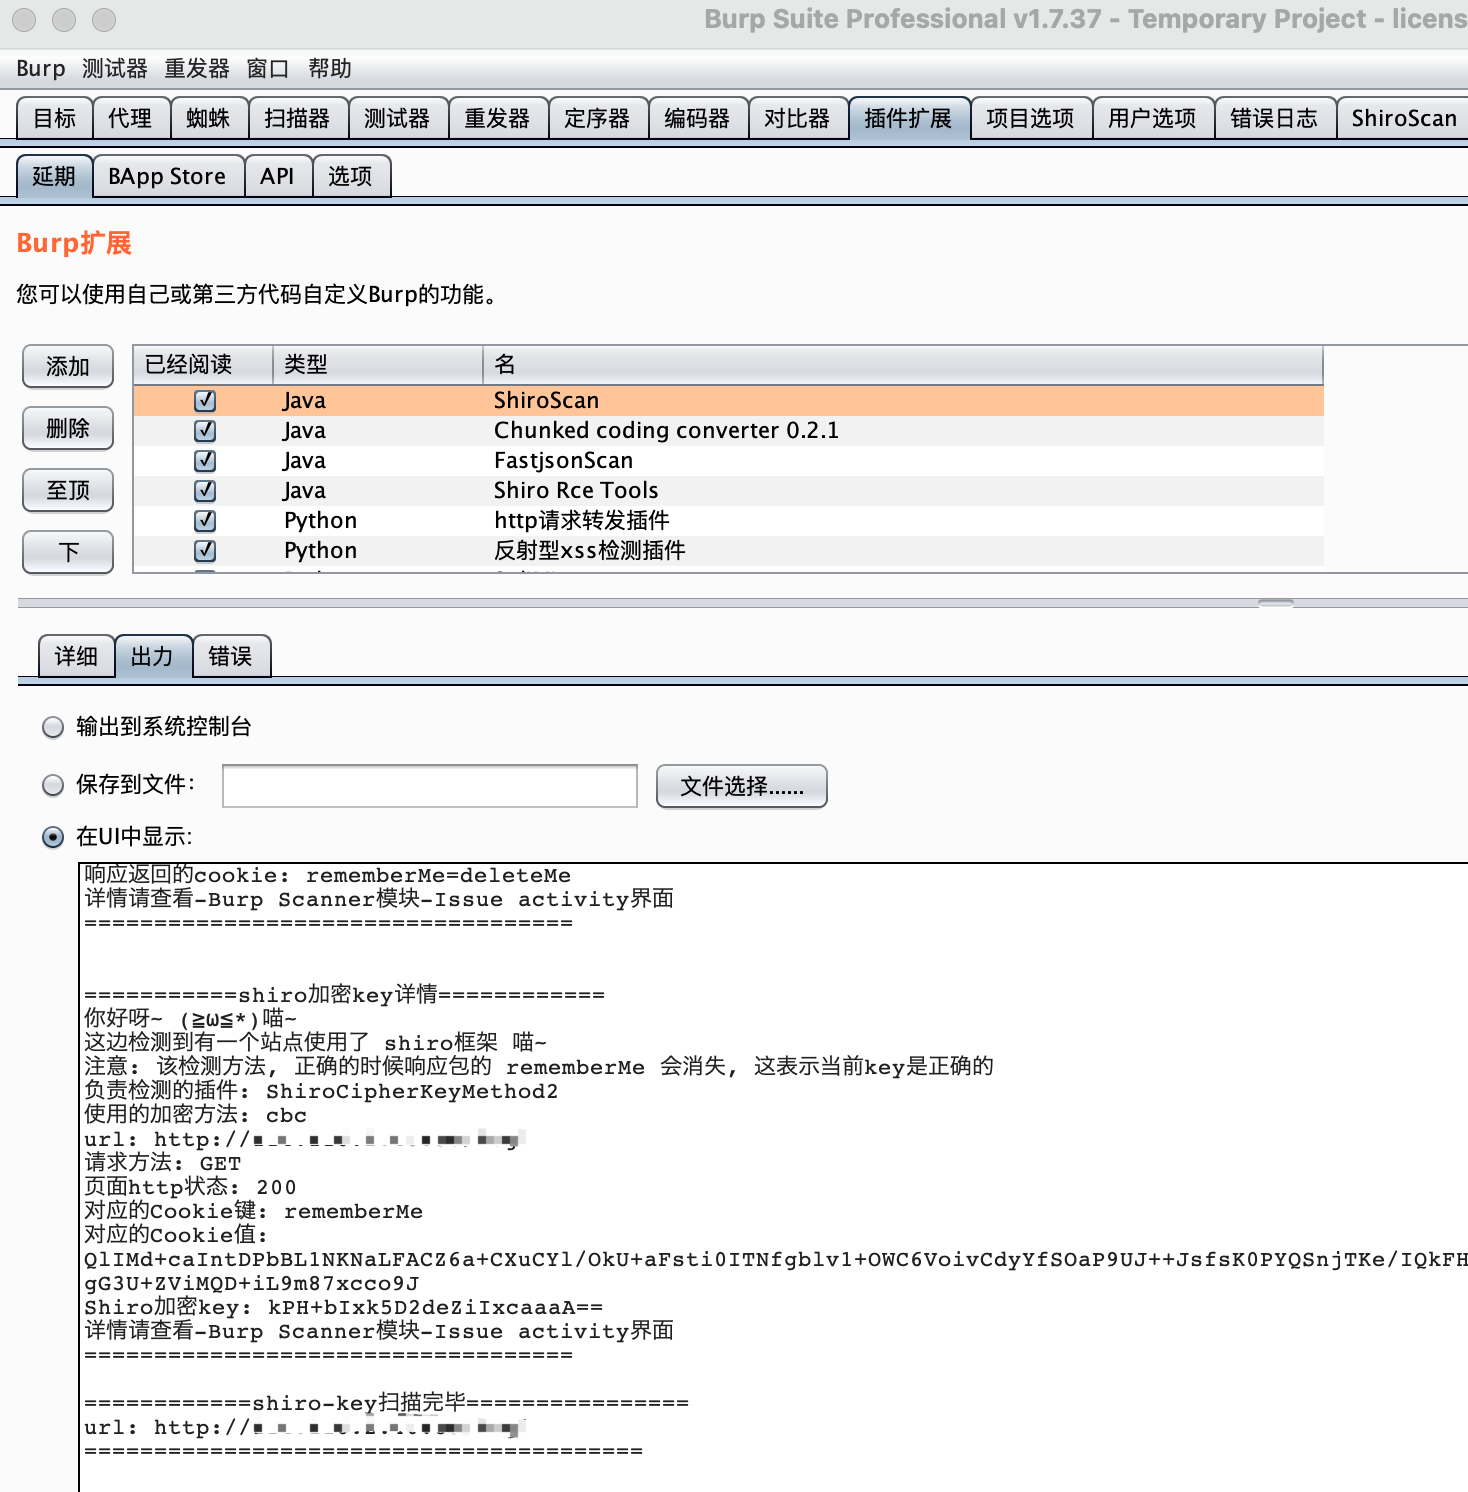 Burp Suite Professional v1.7.37 - Temporary Project - licens
Burp 测试器 重发器 窗口 帮助
目标 代理 蜘蛛 扫描器 测试器 重发器 定序器 编码器 对比器 插件扩展 项目选项 用户选项 错误日志 ShiroScan
延期 BApp Store API 选项
Burp扩展
您可以使用自己或第三方代码自定义Burp的功能。
添加
删除
至顶
下
已经阅读 类型 名
Java ShiroScan
Java Chunked coding converter 0.2.1
Java FastjsonScan
Java Shiro Rce Tools
Python http请求转发插件
Python 反射型xss检测插件
详细 出力 错误
输出到系统控制台
保存到文件: 文件选择......
在UI中显示:
响应返回的cookie: rememberMe=deleteMe
详情请查看-Burp Scanner模块-Issue activity界面
===================================
===========shiro加密key详情============
你好呀~ (≧ω≦*)喵~
这边检测到有一个站点使用了 shiro框架 喵~
注意: 该检测方法, 正确的时候响应包的 rememberMe 会消失, 这表示当前key是正确的
负责检测的插件: ShiroCipherKeyMethod2
使用的加密方法: cbc
url: http://
请求方法: GET
页面http状态: 200
对应的Cookie键: rememberMe
对应的Cookie值:
QlIMd+caIntDPbBL1NKNaLFACZ6a+CXuCYl/OkU+aFsti0ITNfgblv1+OWC6VoivCdyYfSOaP9UJ++JsfsK0PYQSnjTKe/IQkFH
gG3U+ZViMQD+iL9m87xcco9J
Shiro加密key: kPH+bIxk5D2deZiIxcaaaA==
详情请查看-Burp Scanner模块-Issue activity界面
===================================
============shiro-key扫描完毕================
url: http://
========================================